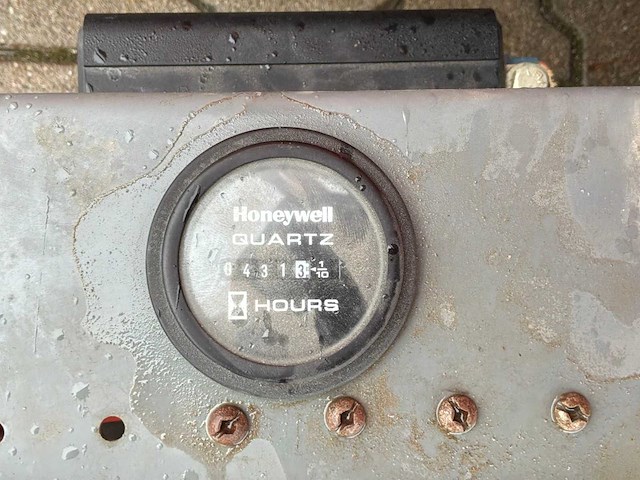 Honeywell
QUARTZ
0 4 3 1 3 1/10
HOURS